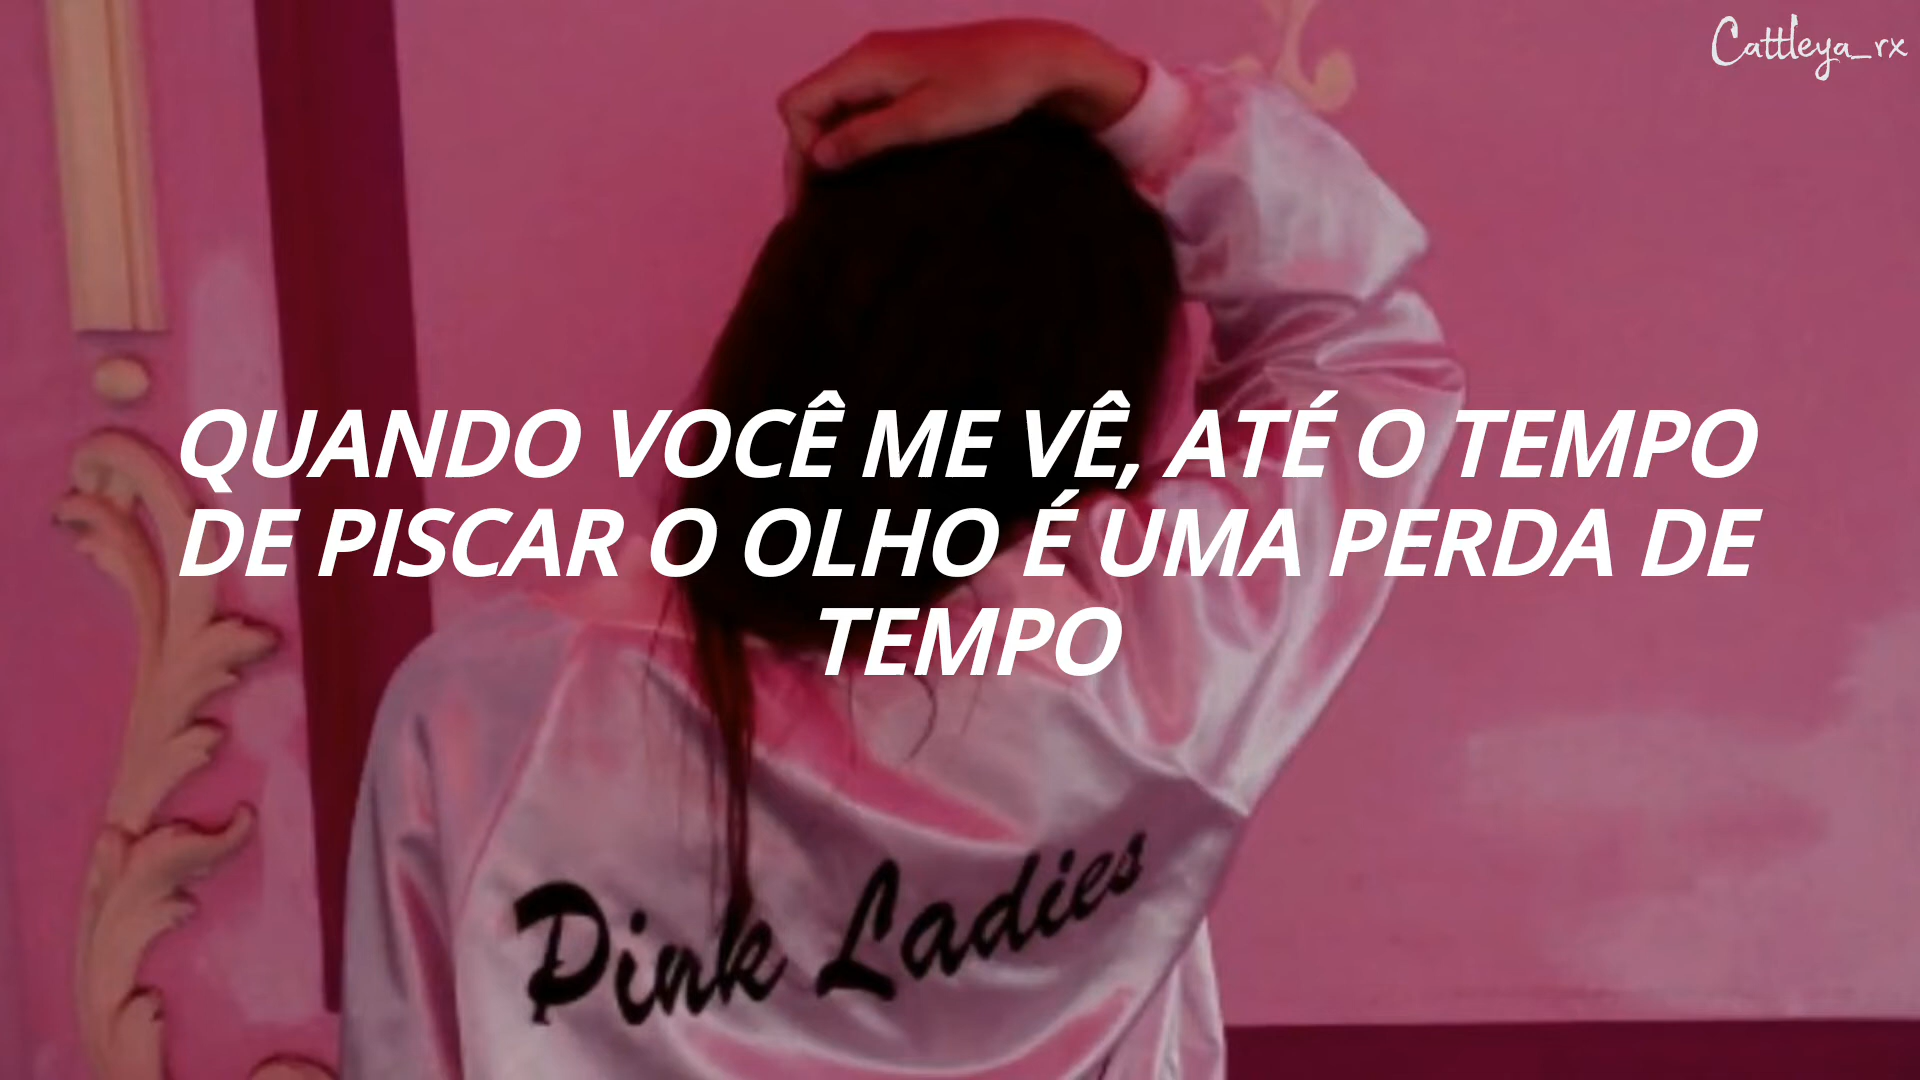 Cattleya_rx
QUANDO VOCÊ ME VÊ, ATÉ O TEMPO
DE PISCAR O OLHO É UMA PERDA DE
TEMPO
Pink Ladies